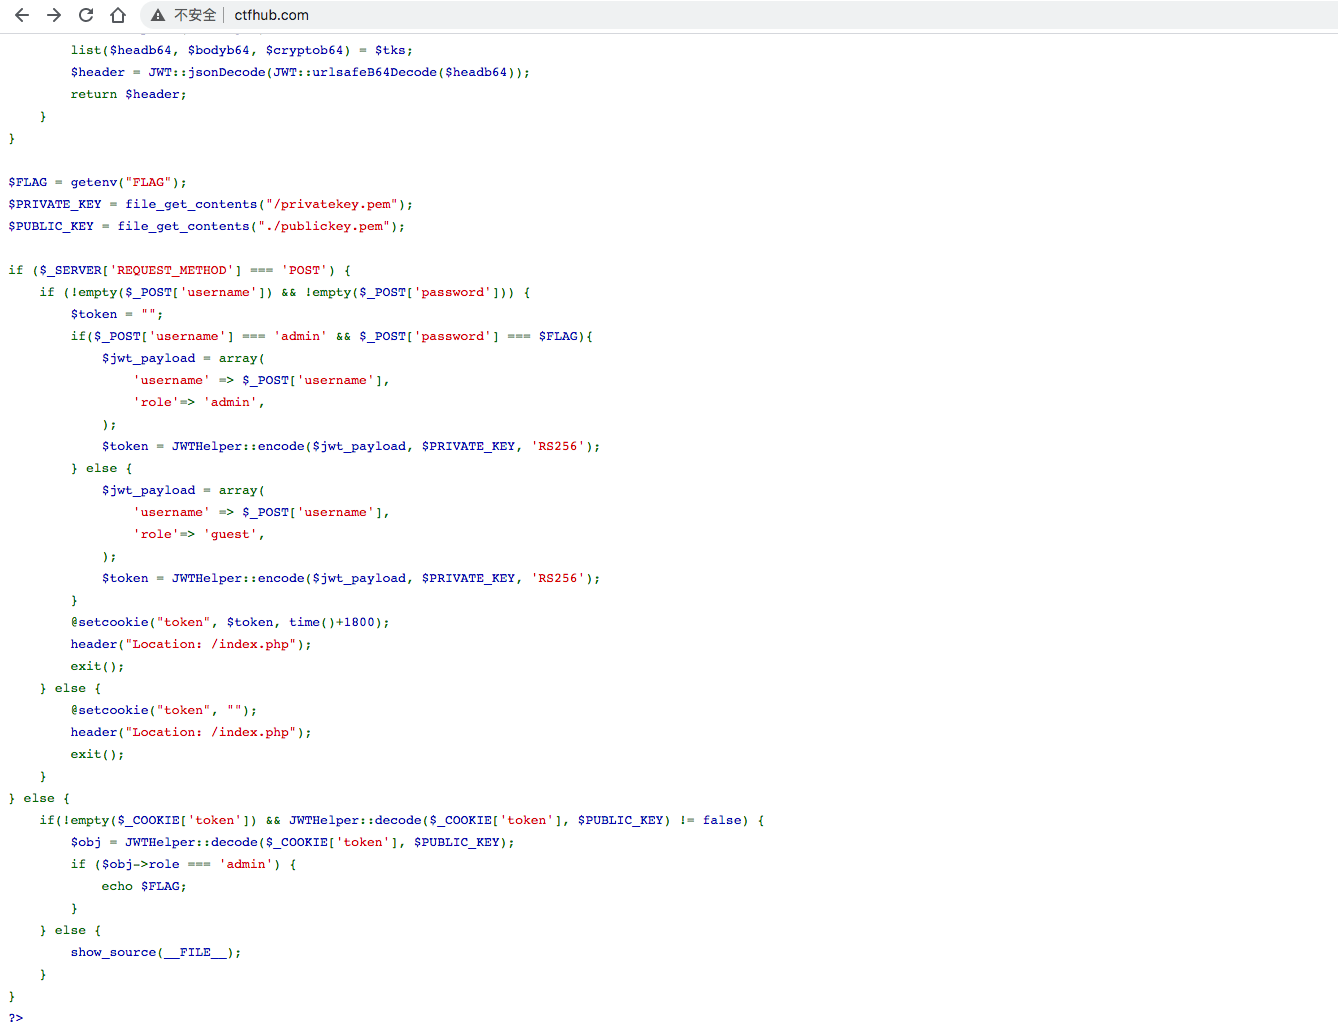 不安全 ctfhub.com
        list($headb64, $bodyb64, $cryptob64) = $tks;
        $header = JWT::jsonDecode(JWT::urlsafeB64Decode($headb64));
        return $header;
    }
}
$FLAG = getenv("FLAG");
$PRIVATE_KEY = file_get_contents("/privatekey.pem");
$PUBLIC_KEY = file_get_contents("./publickey.pem");
if ($_SERVER['REQUEST_METHOD'] === 'POST') {
    if (!empty($_POST['username']) && !empty($_POST['password'])) {
        $token = "";
        if($_POST['username'] === 'admin' && $_POST['password'] === $FLAG){
            $jwt_payload = array(
                'username' => $_POST['username'],
                'role'=> 'admin',
            );
            $token = JWTHelper::encode($jwt_payload, $PRIVATE_KEY, 'RS256');
        } else {
            $jwt_payload = array(
                'username' => $_POST['username'],
                'role'=> 'guest',
            );
            $token = JWTHelper::encode($jwt_payload, $PRIVATE_KEY, 'RS256');
        }
        @setcookie("token", $token, time()+1800);
        header("Location: /index.php");
        exit();
    } else {
        @setcookie("token", "");
        header("Location: /index.php");
        exit();
    }
} else {
    if(!empty($_COOKIE['token']) && JWTHelper::decode($_COOKIE['token'], $PUBLIC_KEY) != false) {
        $obj = JWTHelper::decode($_COOKIE['token'], $PUBLIC_KEY);
        if ($obj->role === 'admin') {
            echo $FLAG;
        }
    } else {
        show_source(__FILE__);
    }
}
?>